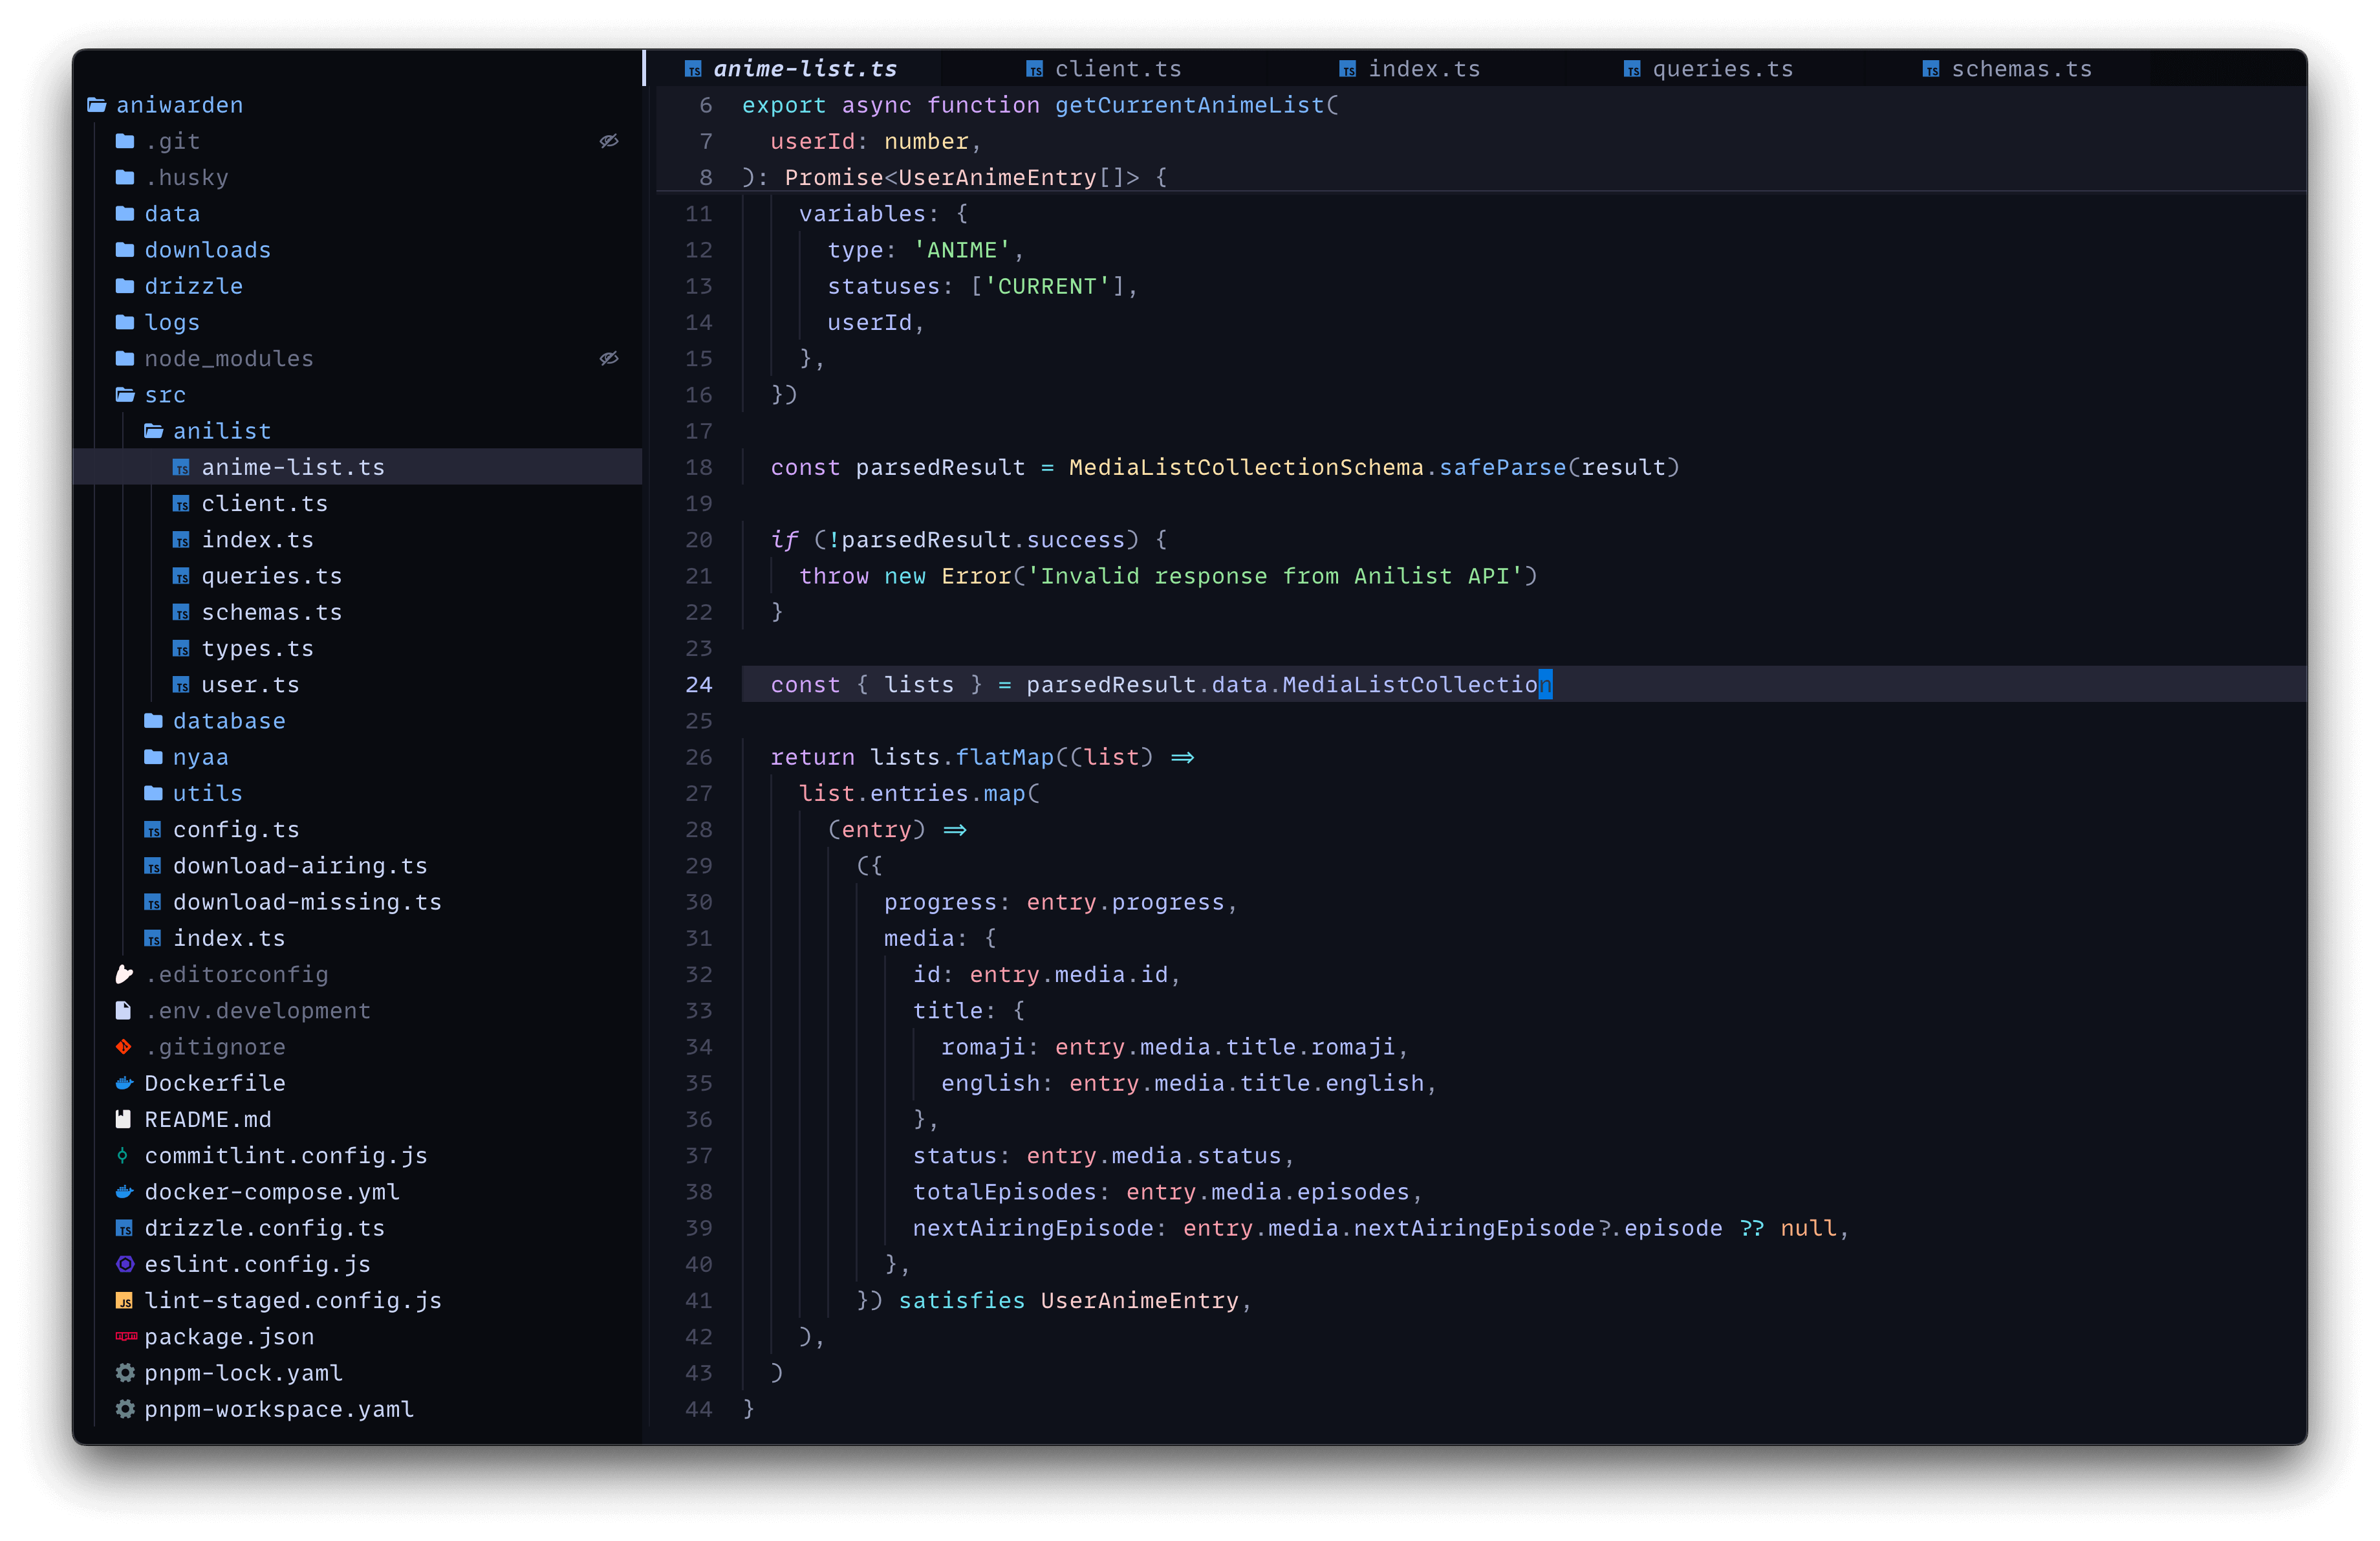 aniwarden
.git
.husky
data
downloads
drizzle
logs
node_modules
src
anilist
anime-list.ts
client.ts
index.ts
queries.ts
schemas.ts
types.ts
user.ts
database
nyaa
utils
config.ts
download-airing.ts
download-missing.ts
index.ts
.editorconfig
.env.development
.gitignore
Dockerfile
README.md
commitlint.config.js
docker-compose.yml
drizzle.config.ts
eslint.config.js
lint-staged.config.js
package.json
pnpm-lock.yaml
pnpm-workspace.yaml
anime-list.ts client.ts index.ts queries.ts schemas.ts
6 export async function getCurrentAnimeList(
7   userId: number,
8 ): Promise<UserAnimeEntry[]> {
11     variables: {
12       type: 'ANIME',
13       statuses: ['CURRENT'],
14       userId,
15     },
16   })
17
18   const parsedResult = MediaListCollectionSchema.safeParse(result)
19
20   if (!parsedResult.success) {
21     throw new Error('Invalid response from Anilist API')
22   }
23
24   const { lists } = parsedResult.data.MediaListCollection
25
26   return lists.flatMap((list) =>
27     list.entries.map(
28       (entry) =>
29         ({
30           progress: entry.progress,
31           media: {
32             id: entry.media.id,
33             title: {
34               romaji: entry.media.title.romaji,
35               english: entry.media.title.english,
36             },
37             status: entry.media.status,
38             totalEpisodes: entry.media.episodes,
39             nextAiringEpisode: entry.media.nextAiringEpisode?.episode ?? null,
40           },
41         }) satisfies UserAnimeEntry,
42     ),
43   )
44 }